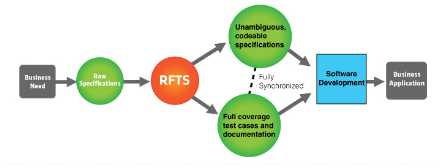 Business
Need
Raw
Specifications
RFTS
Unambiguous,
codeable
specifications
Fully
Synchronized
Full coverage
test cases and
documentation
Software
Development
Business
Application